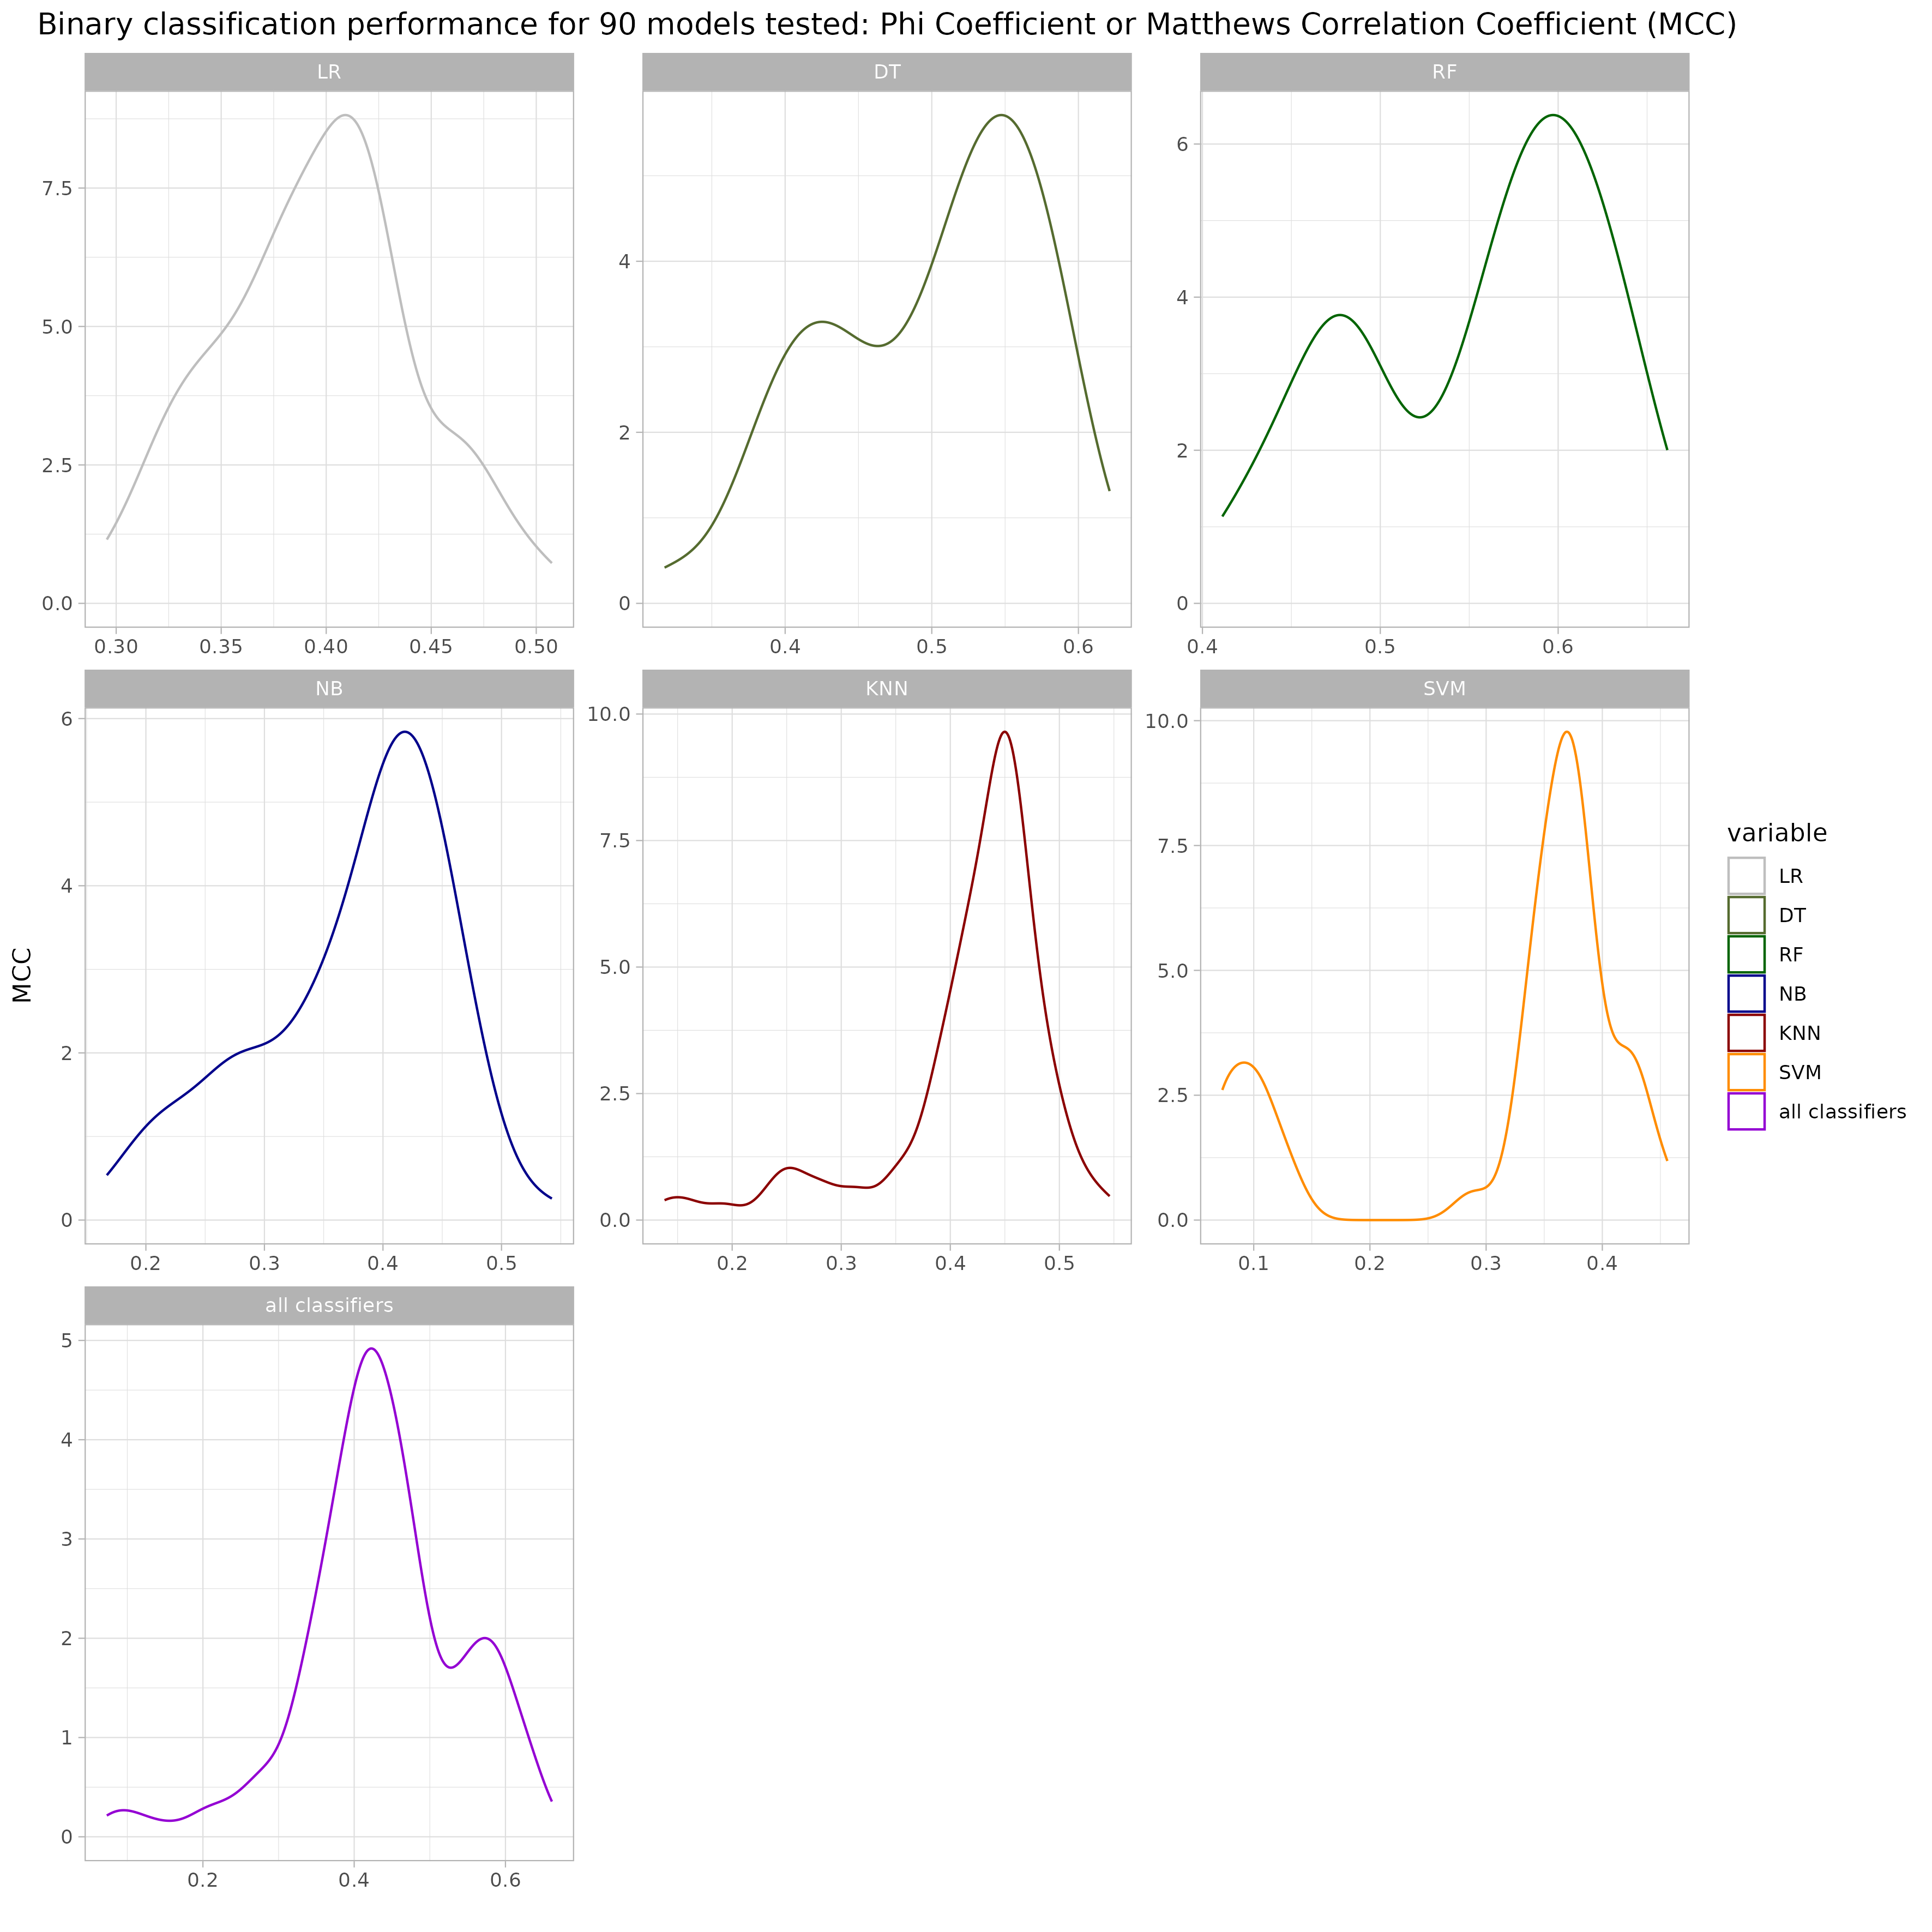 Binary classification performance for 90 models tested: Phi Coefficient or Matthews Correlation Coefficient (MCC)
LR
DT
RF
7.5
5.0
2.5
0.0
0.30 0.35 0.40 0.45 0.50
4
2
0
0.4 0.5 0.6
6
4
2
0
0.4 0.5 0.6
NB
KNN
SVM
6
4
2
0
0.2 0.3 0.4 0.5
10.0
7.5
5.0
2.5
0.0
0.2 0.3 0.4 0.5
10.0
7.5
5.0
2.5
0.0
0.1 0.2 0.3 0.4
MCC
all classifiers
5
4
3
2
1
0
0.2 0.4 0.6
variable
LR
DT
RF
NB
KNN
SVM
all classifiers